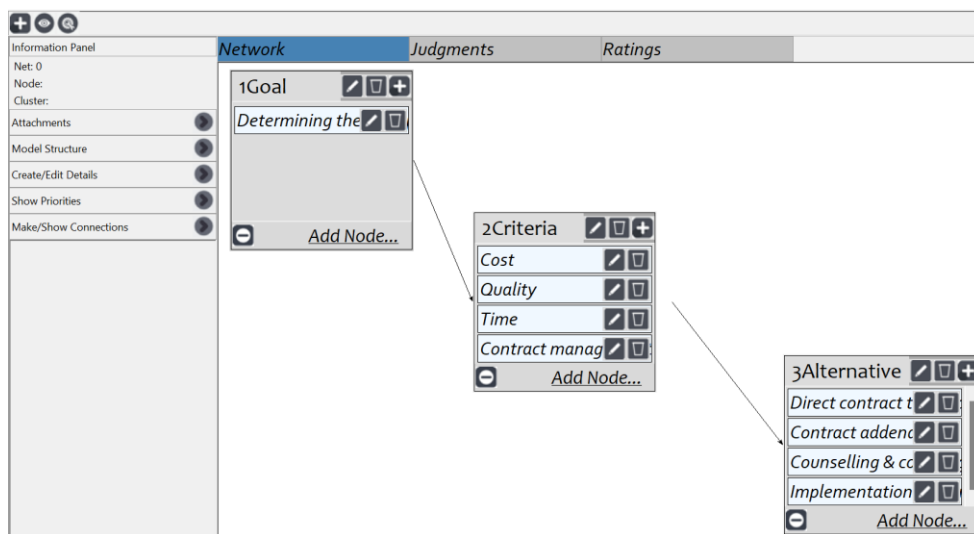 Information Panel
Net: 0
Node:
Cluster:
Attachments
Model Structure
Create/Edit Details
Show Priorities
Make/Show Connections
Network Judgments Ratings
1Goal
Determining the
Add Node...
2Criteria
Cost
Quality
Time
Contract manag
Add Node...
3Alternative
Direct contract t
Contract addend
Counselling & co
Implementation
Add Node...